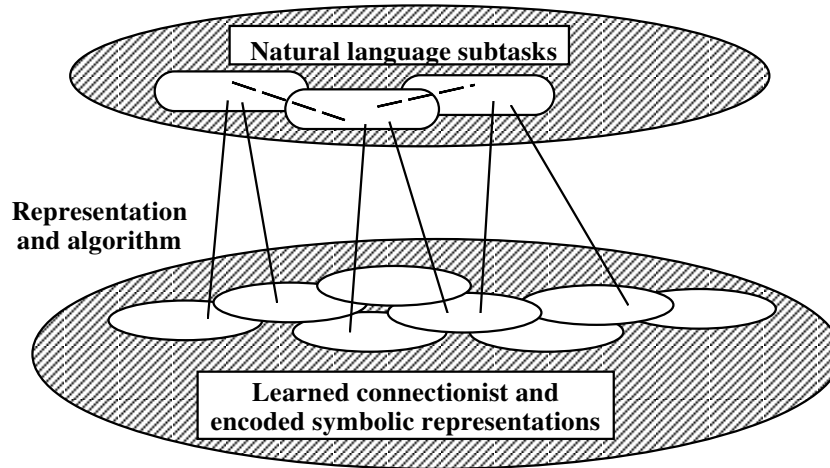 Natural language subtasks
Representation
and algorithm
Learned connectionist and
encoded symbolic representations